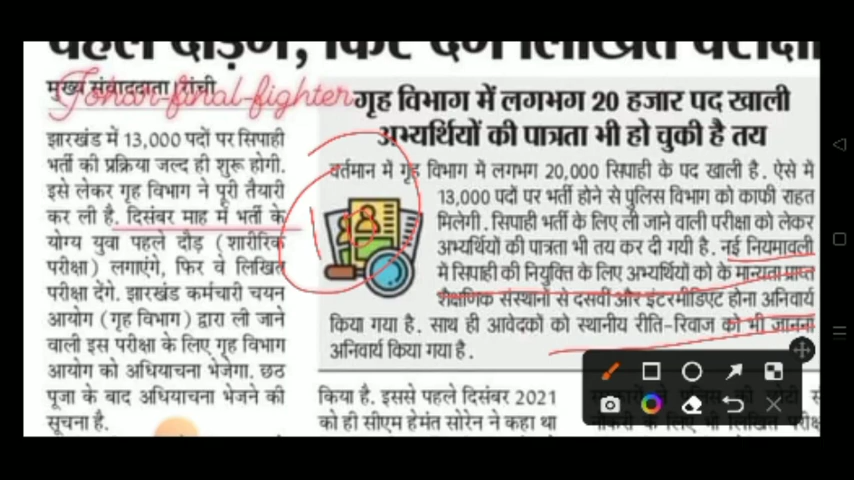 पहले दौड़ेंगे, फिर देंगे लिखित परीक्षा
मुख्य संवाददाता।रांची
Johar-final-fighter
झारखंड में 13,000 पदों पर सिपाही
भर्ती की प्रक्रिया जल्द ही शुरू होगी.
इसे लेकर गृह विभाग ने पूरी तैयारी
कर ली है. दिसंबर माह में भर्ती के
योग्य युवा पहले दौड़ (शारीरिक
परीक्षा) लगाएंगे, फिर वे लिखित
परीक्षा देंगे. झारखंड कर्मचारी चयन
आयोग (गृह विभाग) द्वारा ली जाने
वाली इस परीक्षा के लिए गृह विभाग
आयोग को अधियाचना भेजेगा. छठ
पूजा के बाद अधियाचना भेजने की
सूचना है.
गृह विभाग में लगभग 20 हजार पद खाली
अभ्यर्थियों की पात्रता भी हो चुकी है तय
वर्तमान में गृह विभाग में लगभग 20,000 सिपाही के पद खाली है. ऐसे में
13,000 पदों पर भर्ती होने से पुलिस विभाग को काफी राहत
मिलेगी. सिपाही भर्ती के लिए ली जाने वाली परीक्षा को लेकर
अभ्यर्थियों की पात्रता भी तय कर दी गयी है. नई नियमावली
में सिपाही की नियुक्ति के लिए अभ्यर्थियों को के मान्यता प्राप्त
शैक्षणिक संस्थानों से दसवीं और इंटरमीडिएट होना अनिवार्य
किया गया है. साथ ही आवेदकों को स्थानीय रीति-रिवाज को भी जानना
अनिवार्य किया गया है.
किया है. इससे पहले दिसंबर 2021
को ही सीएम हेमंत सोरेन ने कहा था